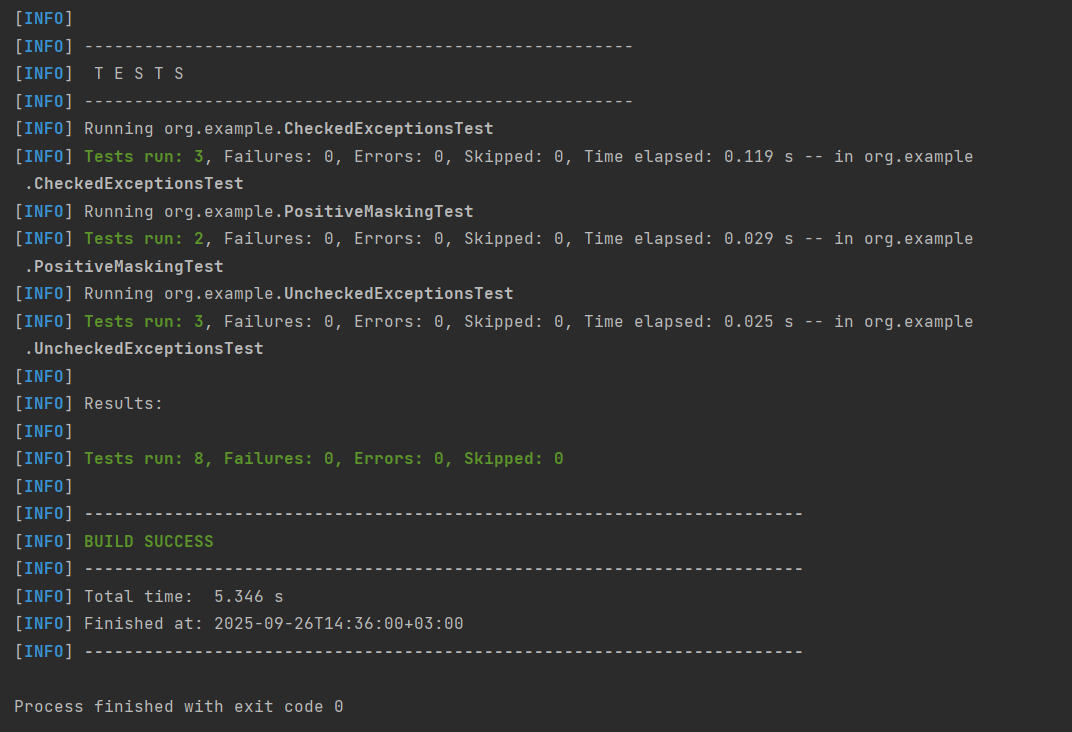 [INFO]
[INFO] -------------------------------------------------------
[INFO]  T E S T S
[INFO] -------------------------------------------------------
[INFO] Running org.example.CheckedExceptionsTest
[INFO] Tests run: 3, Failures: 0, Errors: 0, Skipped: 0, Time elapsed: 0.119 s -- in org.example
 .CheckedExceptionsTest
[INFO] Running org.example.PositiveMaskingTest
[INFO] Tests run: 2, Failures: 0, Errors: 0, Skipped: 0, Time elapsed: 0.029 s -- in org.example
 .PositiveMaskingTest
[INFO] Running org.example.UncheckedExceptionsTest
[INFO] Tests run: 3, Failures: 0, Errors: 0, Skipped: 0, Time elapsed: 0.025 s -- in org.example
 .UncheckedExceptionsTest
[INFO]
[INFO] Results:
[INFO]
[INFO] Tests run: 8, Failures: 0, Errors: 0, Skipped: 0
[INFO]
[INFO] ------------------------------------------------------------------------
[INFO] BUILD SUCCESS
[INFO] ------------------------------------------------------------------------
[INFO] Total time:  5.346 s
[INFO] Finished at: 2025-09-26T14:36:00+03:00
[INFO] ------------------------------------------------------------------------
Process finished with exit code 0